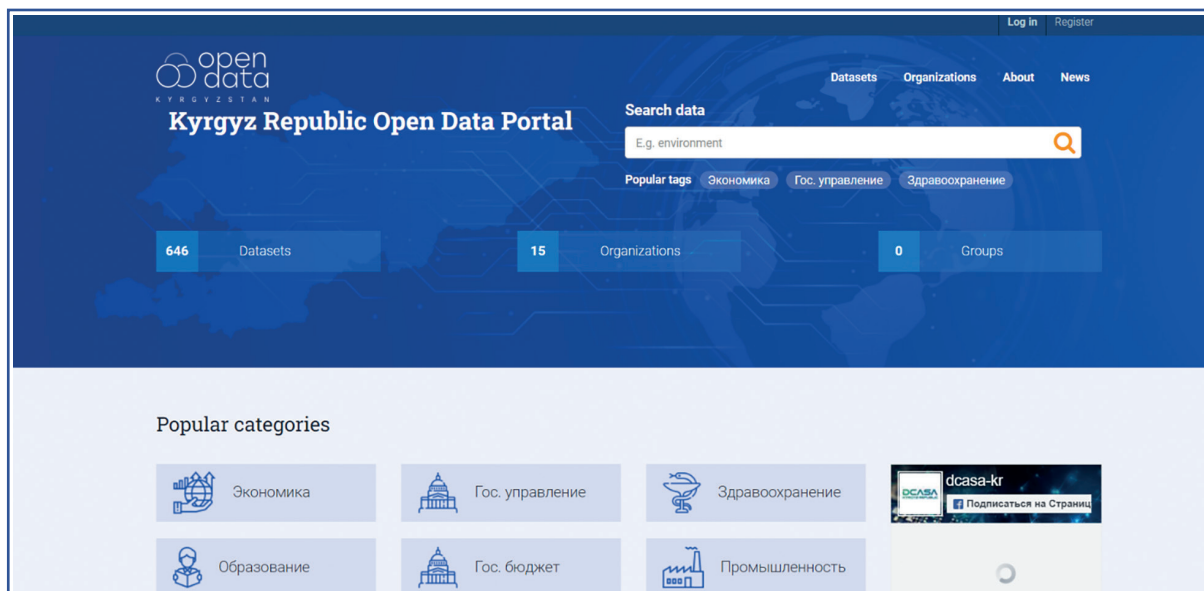 Log in Register
open
data
KYRGYZSTAN
Datasets Organizations About News
Kyrgyz Republic Open Data Portal
Search data
E.g. environment
Popular tags Экономика Гос. управление Здравоохранение
646 Datasets 15 Organizations 0 Groups
Popular categories
Экономика Гос. управление Здравоохранение
dcasa-kr
DCASA
Подписаться на Страниц
Образование Гос. бюджет Промышленность